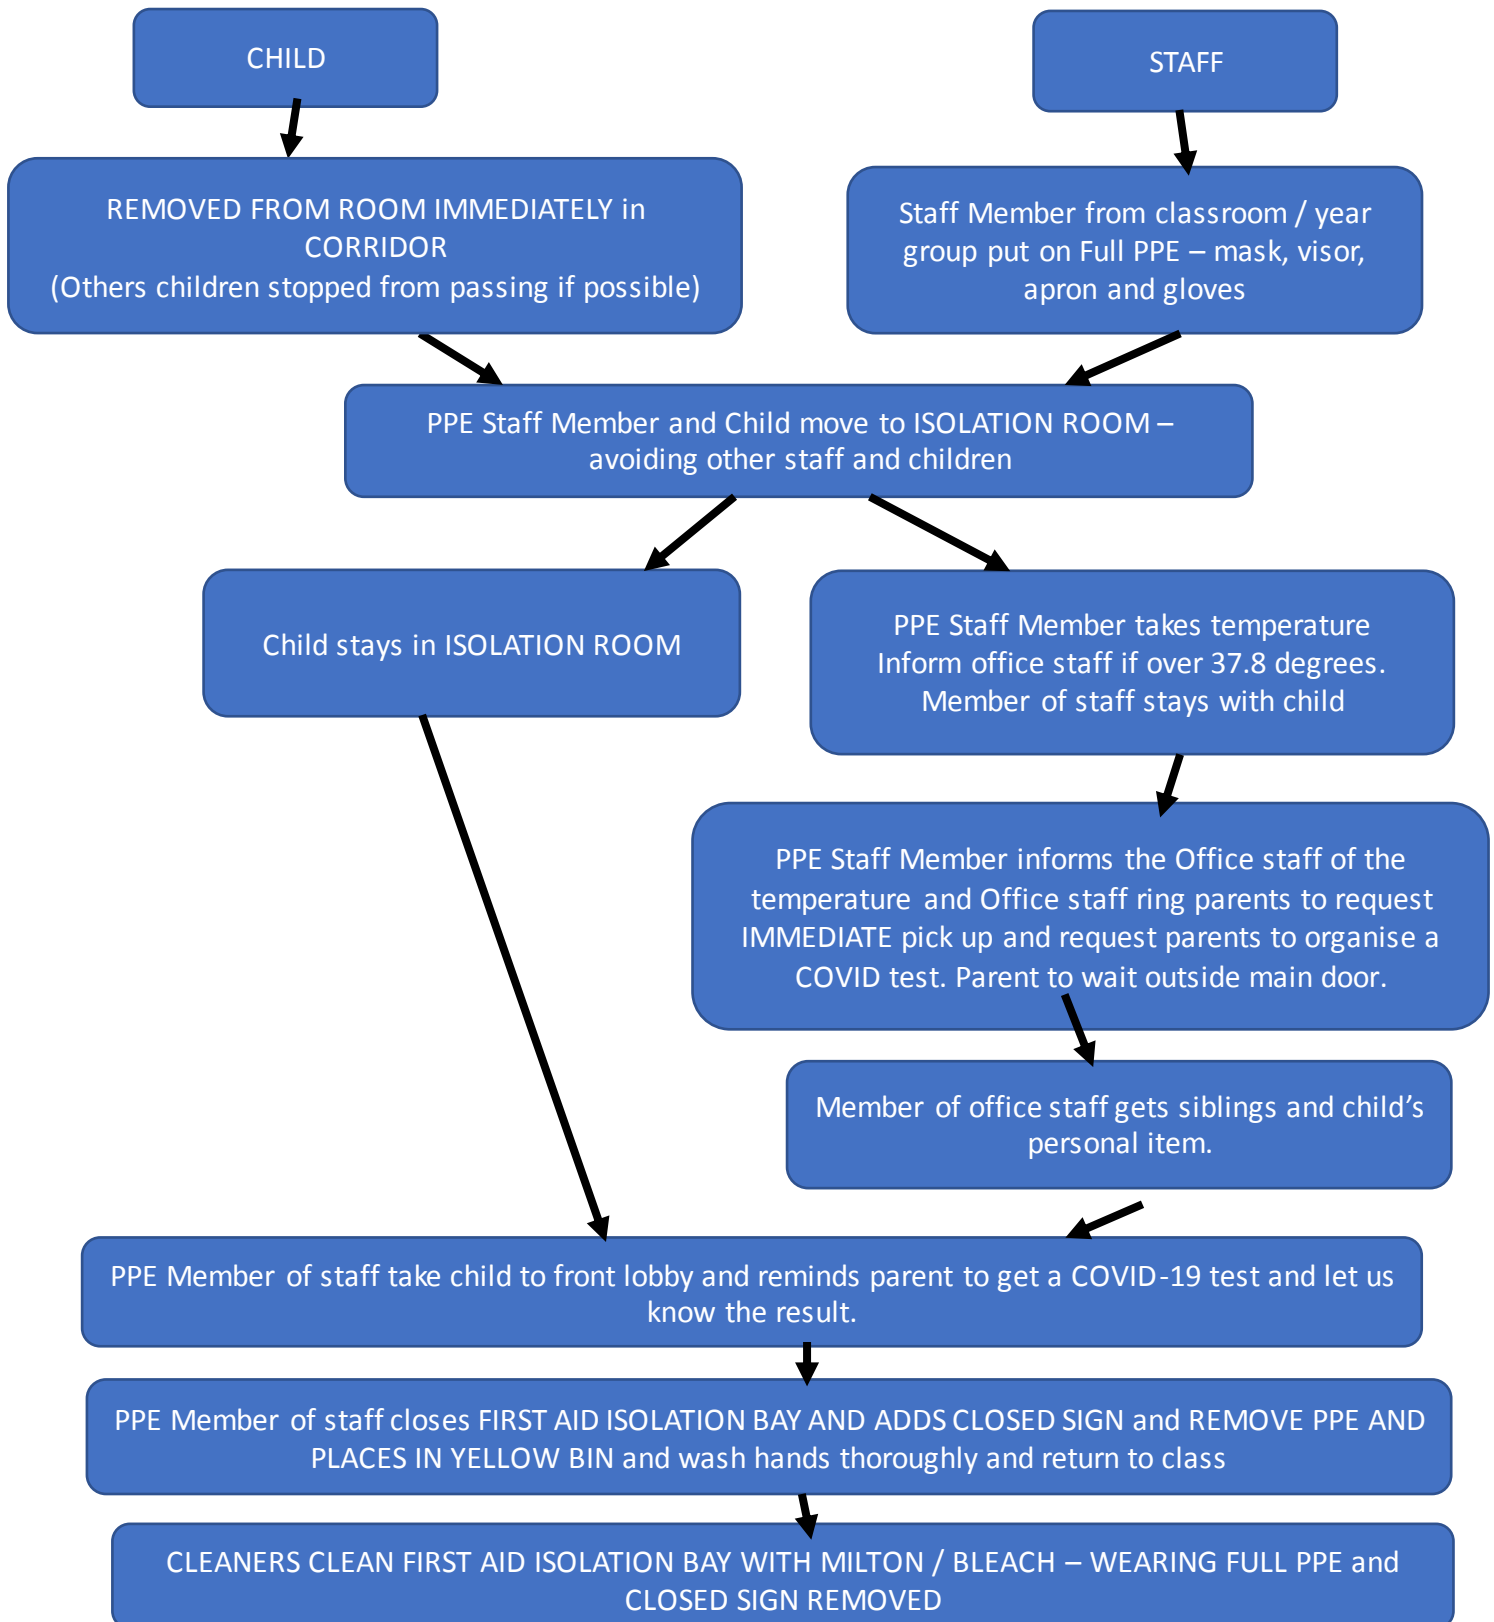 CHILD
STAFF
REMOVED FROM ROOM IMMEDIATELY in
CORRIDOR
(Others children stopped from passing if possible)
Staff Member from classroom / year
group put on Full PPE – mask, visor,
apron and gloves
PPE Staff Member and Child move to ISOLATION ROOM –
avoiding other staff and children
Child stays in ISOLATION ROOM
PPE Staff Member takes temperature
Inform office staff if over 37.8 degrees.
Member of staff stays with child
PPE Staff Member informs the Office staff of the
temperature and Office staff ring parents to request
IMMEDIATE pick up and request parents to organise a
COVID test. Parent to wait outside main door.
Member of office staff gets siblings and child’s
personal item.
PPE Member of staff take child to front lobby and reminds parent to get a COVID-19 test and let us
know the result.
PPE Member of staff closes FIRST AID ISOLATION BAY AND ADDS CLOSED SIGN and REMOVE PPE AND
PLACES IN YELLOW BIN and wash hands thoroughly and return to class
CLEANERS CLEAN FIRST AID ISOLATION BAY WITH MILTON / BLEACH – WEARING FULL PPE and
CLOSED SIGN REMOVED